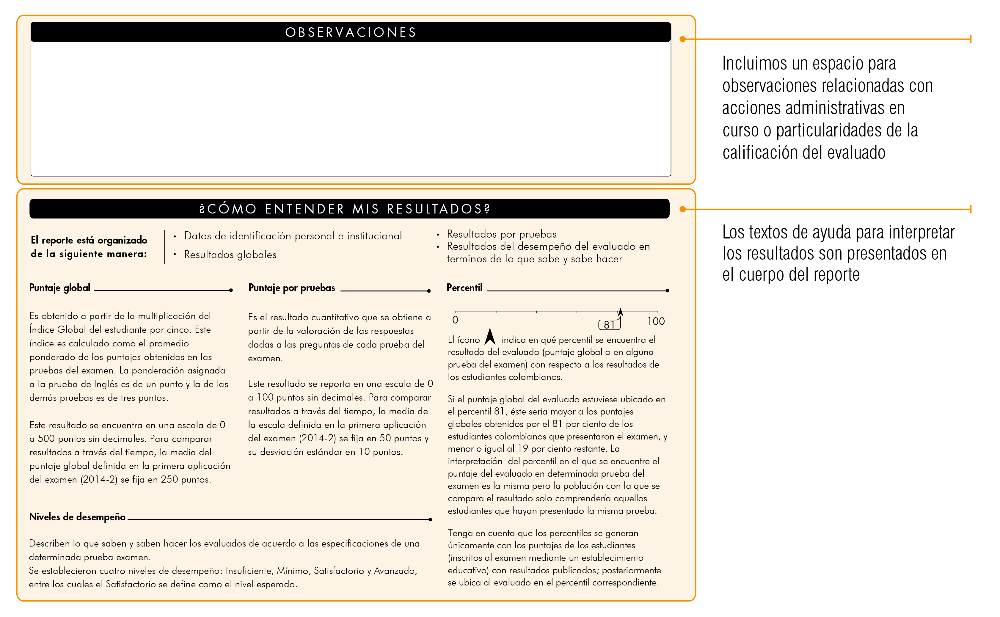 OBSERVACIONES
Incluimos un espacio para
observaciones relacionadas con
acciones administrativas en
curso o particularidades de la
calificación del evaluado
¿CÓMO ENTENDER MIS RESULTADOS?
Los textos de ayuda para interpretar
los resultados son presentados en
el cuerpo del reporte
El reporte está organizado
de la siguiente manera:
• Datos de identificación personal e institucional
• Resultados globales
• Resultados por pruebas
• Resultados del desempeño del evaluado en
terminos de lo que sabe y sabe hacer
Puntaje global
Es obtenido a partir de la multiplicación del
Índice Global del estudiante por cinco. Este
índice es calculado como el promedio
ponderado de los puntajes obtenidos en las
pruebas del examen. La ponderación asignada
a la prueba de Inglés es de un punto y la de las
demás pruebas es de tres puntos.
Este resultado se encuentra en una escala de 0
a 500 puntos sin decimales. Para comparar
resultados a través del tiempo, la media del
puntaje global definida en la primera aplicación
del examen (2014-2) se fija en 250 puntos.
Puntaje por pruebas
Es el resultado cuantitativo que se obtiene a
partir de la valoración de las respuestas
dadas a las preguntas de cada prueba del
examen.
Este resultado se reporta en una escala de 0
a 100 puntos sin decimales. Para comparar
resultados a través del tiempo, la media de
la escala definida en la primera aplicación
del examen (2014-2) se fija en 50 puntos y
su desviación estándar en 10 puntos.
Niveles de desempeño
Describen lo que saben y saben hacer los evaluados de acuerdo a las especificaciones de una
determinada prueba examen.
Se establecieron cuatro niveles de desempeño: Insuficiente, Mínimo, Satisfactorio y Avanzado,
entre los cuales el Satisfactorio se define como el nivel esperado.
Percentil
0 81 100
El ícono indica en qué percentil se encuentra el
resultado del evaluado (puntaje global o en alguna
prueba del examen) con respecto a los resultados de
los estudiantes colombianos.
Si el puntaje global del evaluado estuviese ubicado en
el percentil 81, éste sería mayor a los puntajes
globales obtenidos por el 81 por ciento de los
estudiantes colombianos que presentaron el examen, y
menor o igual al 19 por ciento restante. La
interpretación  del percentil en el que se encuentre el
puntaje del evaluado en determinada prueba del
examen es la misma pero la población con la que se
compara el resultado solo comprendería aquellos
estudiantes que hayan presentado la misma prueba.
Tenga en cuenta que los percentiles se generan
únicamente con los puntajes de los estudiantes
(inscritos al examen mediante un establecimiento
educativo) con resultados publicados; posteriormente
se ubica al evaluado en el percentil correspondiente.